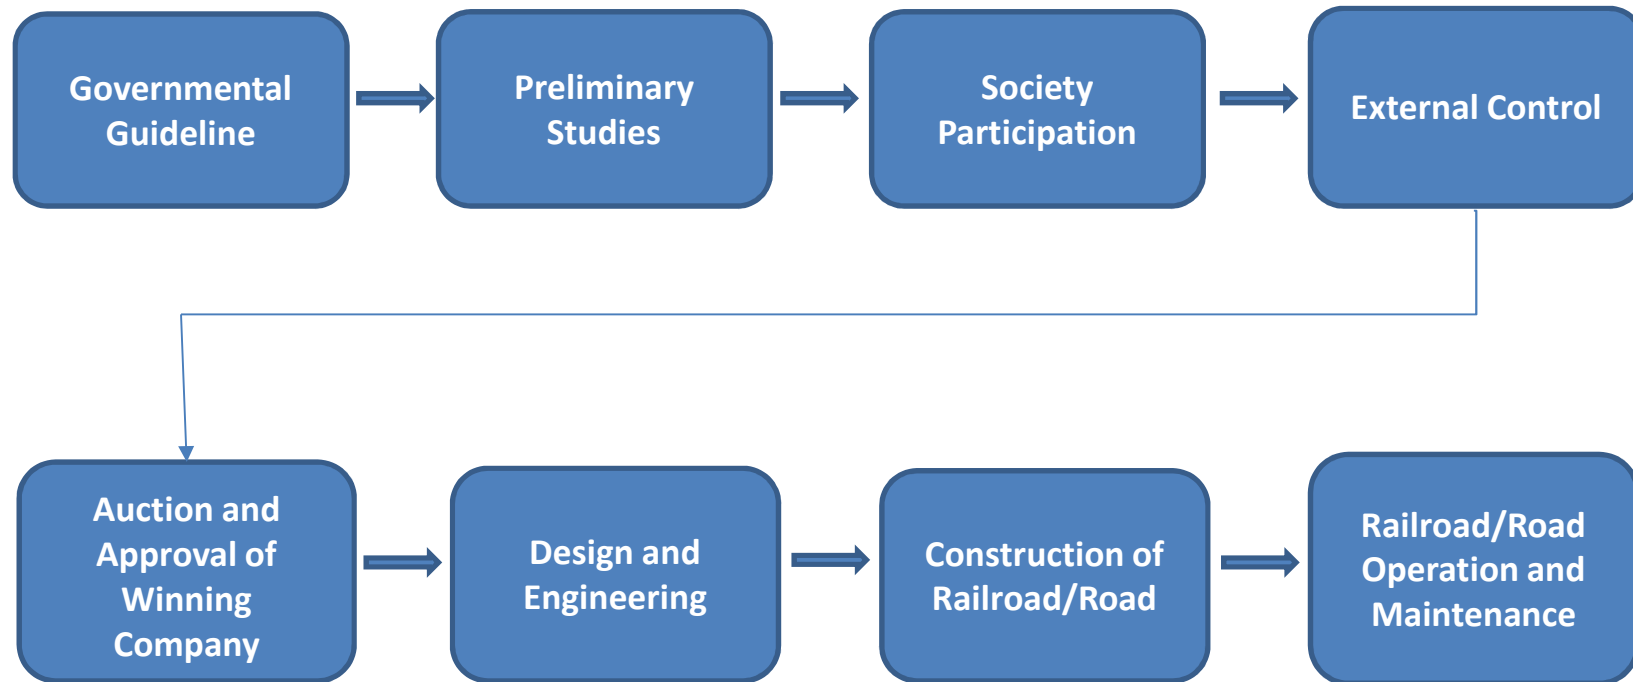 Governmental
Guideline
Preliminary
Studies
Society
Participation
External Control
Auction and
Approval of
Winning
Company
Design and
Engineering
Construction of
Railroad/Road
Railroad/Road
Operation and
Maintenance